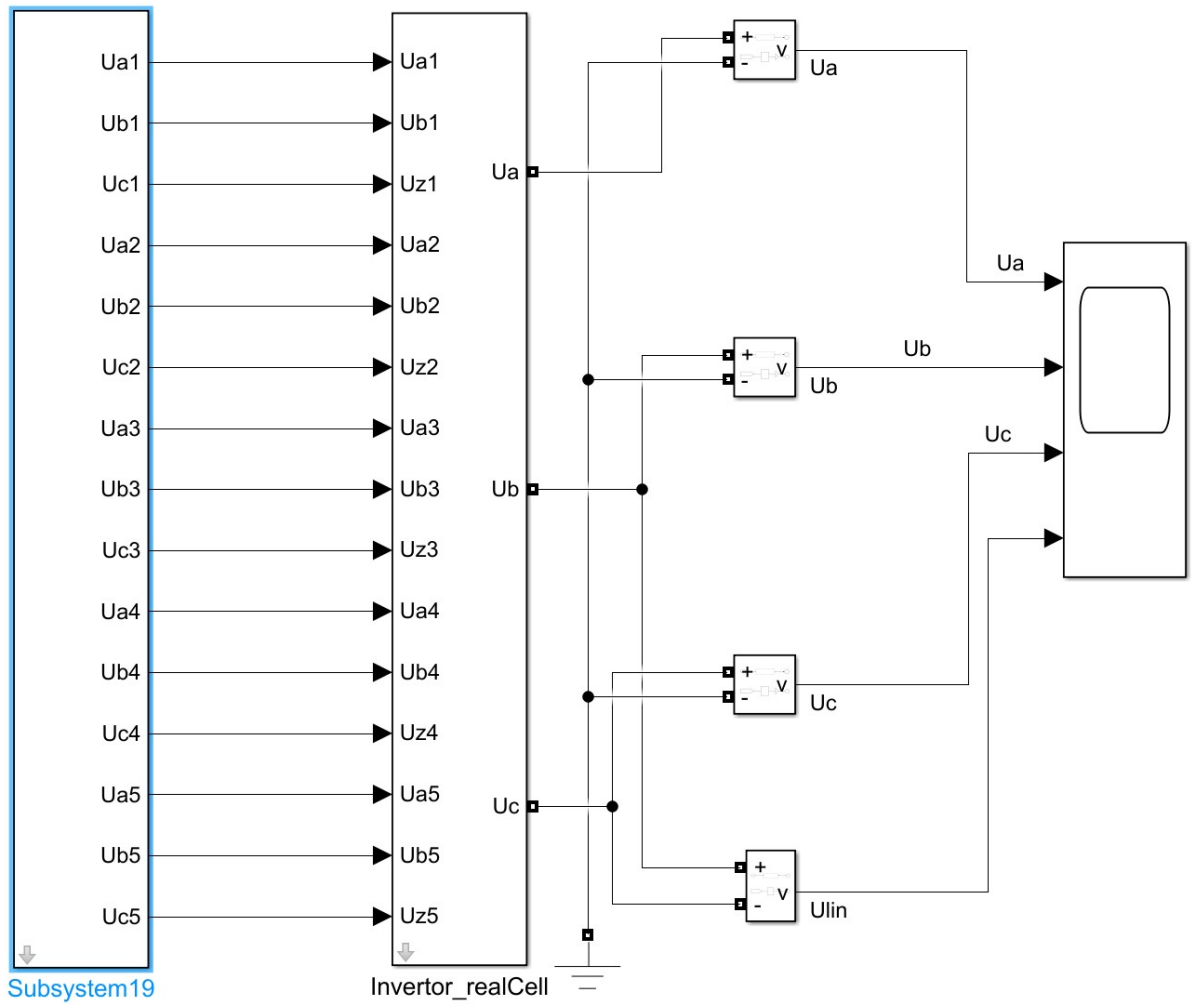 Ua1
Ub1
Uc1
Ua2
Ub2
Uc2
Ua3
Ub3
Uc3
Ua4
Ub4
Uc4
Ua5
Ub5
Uc5
Subsystem19
Ua1
Ub1
Uz1
Ua2
Ub2
Uz2
Ua3
Ub3
Uz3
Ua4
Ub4
Uz4
Ua5
Ub5
Uz5
Ua
Ub
Uc
Invertor_realCell
+
v
-
Ua
+
v
-
Ub
+
v
-
Uc
+
v
-
Ulin
Ua
Ub
Uc